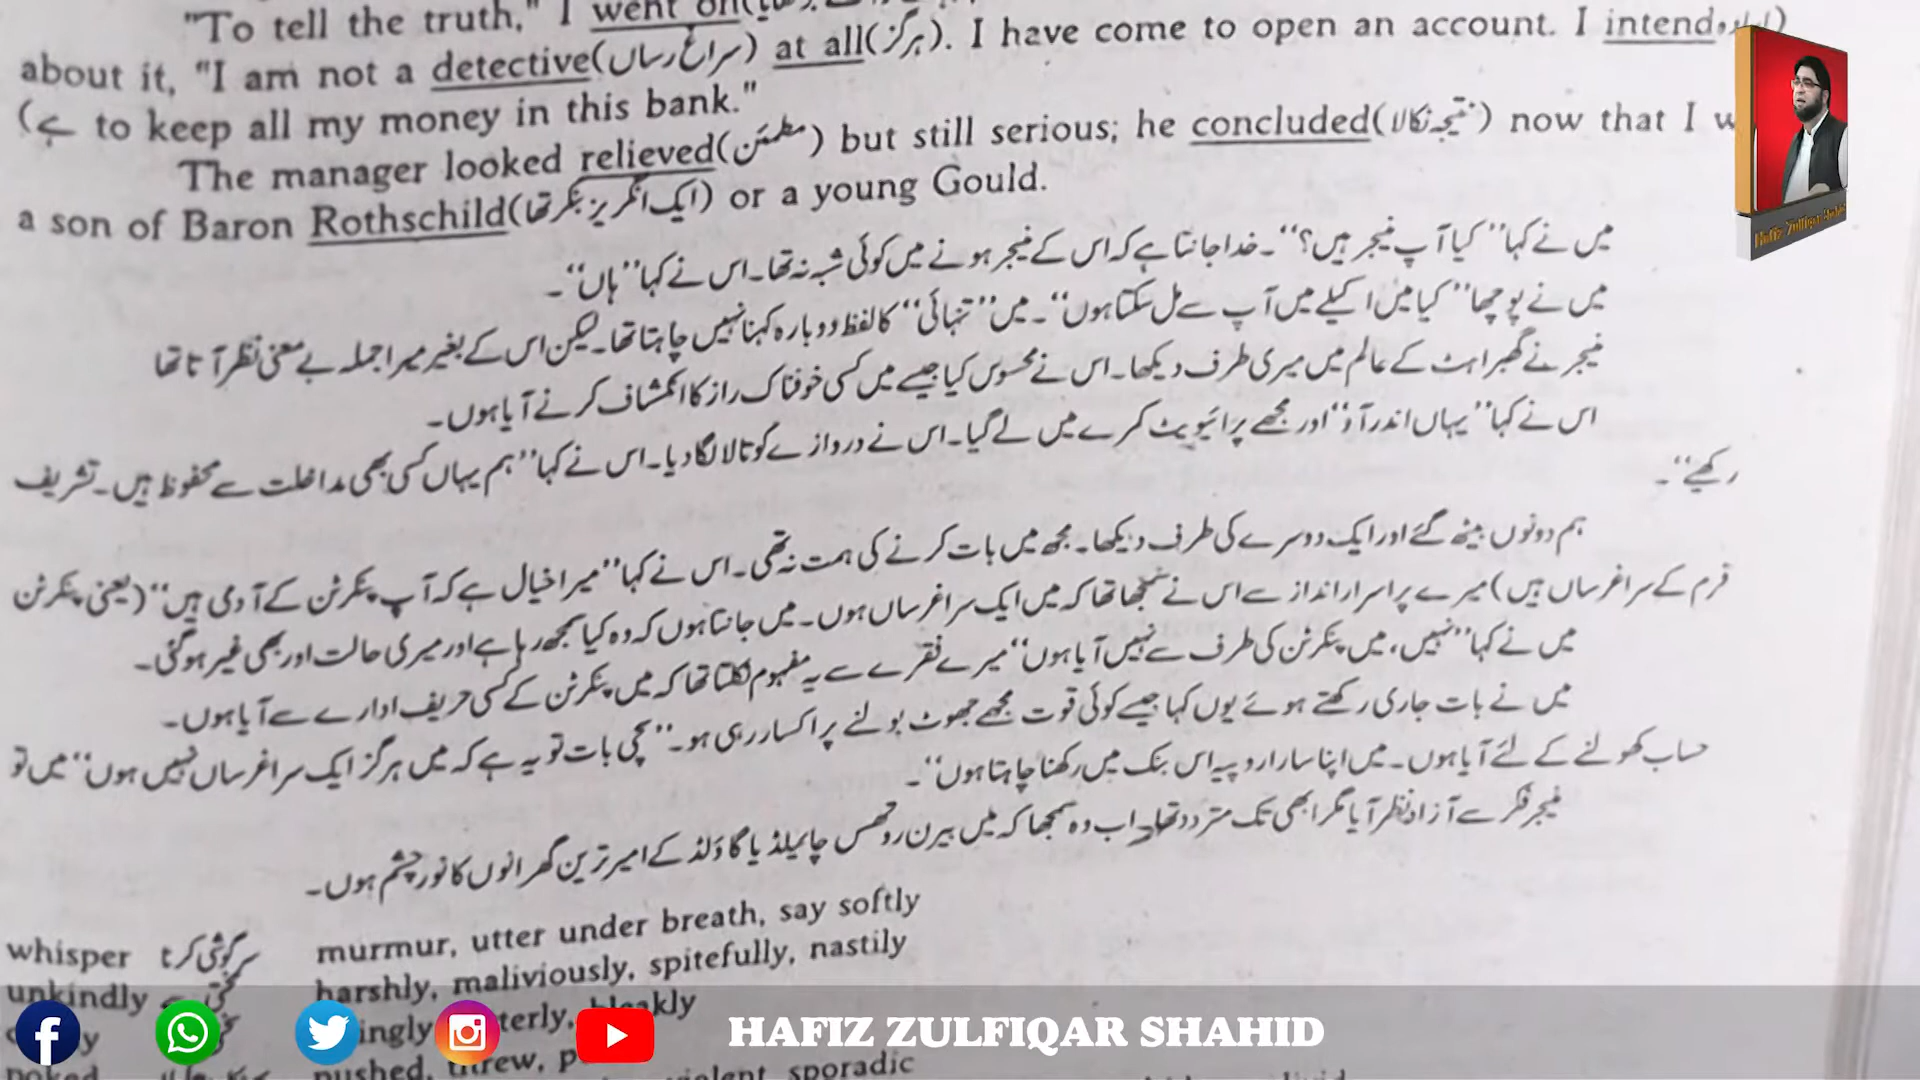 "To tell the truth," I went on
about it, "I am not a detective(سراغ رساں) at all(ہرگز). I have come to open an account. I intend
(ہے to keep all my money in this bank."
The manager looked relieved(مطمئن) but still serious; he concluded(نتیجہ نکالا) now that I w
a son of Baron Rothschild(ایک انگریز بنکر تھا) or a young Gould.
میں نے کہا ”کیا آپ منیجر ہیں؟“۔ خدا جانتا ہے کہ اس کے منیجر ہونے میں کوئی شبہ نہ تھا۔ اس نے کہا ”ہاں“۔
میں نے پوچھا ”کیا میں اکیلے میں آپ سے مل سکتا ہوں“۔ میں ”تنہائی“ کا لفظ دوبارہ کہنا نہیں چاہتا تھا۔ لیکن اس کے بغیر میرا جملہ بے معنی نظر آتا تھا
منیجر نے گھبراہٹ کے عالم میں میری طرف دیکھا۔ اس نے محسوس کیا جیسے میں کسی خوفناک راز کا انکشاف کرنے آیا ہوں۔
اس نے کہا ”یہاں اندر آؤ“ اور مجھے پرائیویٹ کمرے میں لے گیا۔ اس نے دروازے کو تالا لگا دیا۔ اس نے کہا ”ہم یہاں کسی بھی مداخلت سے محفوظ ہیں۔ تشریف
رکھیے“۔
ہم دونوں بیٹھ گئے اور ایک دوسرے کی طرف دیکھا۔ مجھ میں بات کرنے کی ہمت نہ تھی۔ اس نے کہا ”میرا خیال ہے کہ آپ پنکرٹن کے آدمی ہیں“ (یعنی پنکرٹن
فرم کے سراغرساں ہیں) میرے پراسرار انداز سے اس نے سمجھا تھا کہ میں ایک سراغرساں ہوں۔ میں جانتا ہوں کہ وہ کیا سمجھ رہا ہے اور میری حالت اور بھی غیر ہو گئی۔
میں نے کہا ”نہیں، میں پنکرٹن کی طرف سے نہیں آیا ہوں“ میرے فقرے سے یہ مفہوم نکلتا تھا کہ میں پنکرٹن کے کسی حریف ادارے سے آیا ہوں۔
میں نے بات جاری رکھتے ہوئے یوں کہا جیسے کوئی قوت مجھے جھوٹ بولنے پر اکسا رہی ہو۔ ”سچی بات تو یہ ہے کہ میں ہرگز ایک سراغرساں نہیں ہوں“ میں تو
حساب کھولنے کے لئے آیا ہوں۔ میں اپنا سارا روپیہ اس بنک میں رکھنا چاہتا ہوں“۔
منیجر فکر سے آزاد نظر آیا مگر ابھی تک متردد تھا۔ اب وہ سمجھا کہ میں بیرن روتھس چائیلڈ یا گاؤلڈ کے امیر ترین گھرانوں کا نور چشم ہوں۔
whisper سرگوشی کرنا murmur, utter under breath, say softly
unkindly harshly, maliviously, spitefully, nastily
HAFIZ ZULFIQAR SHAHID
Hafiz Zulfiqar Shahid